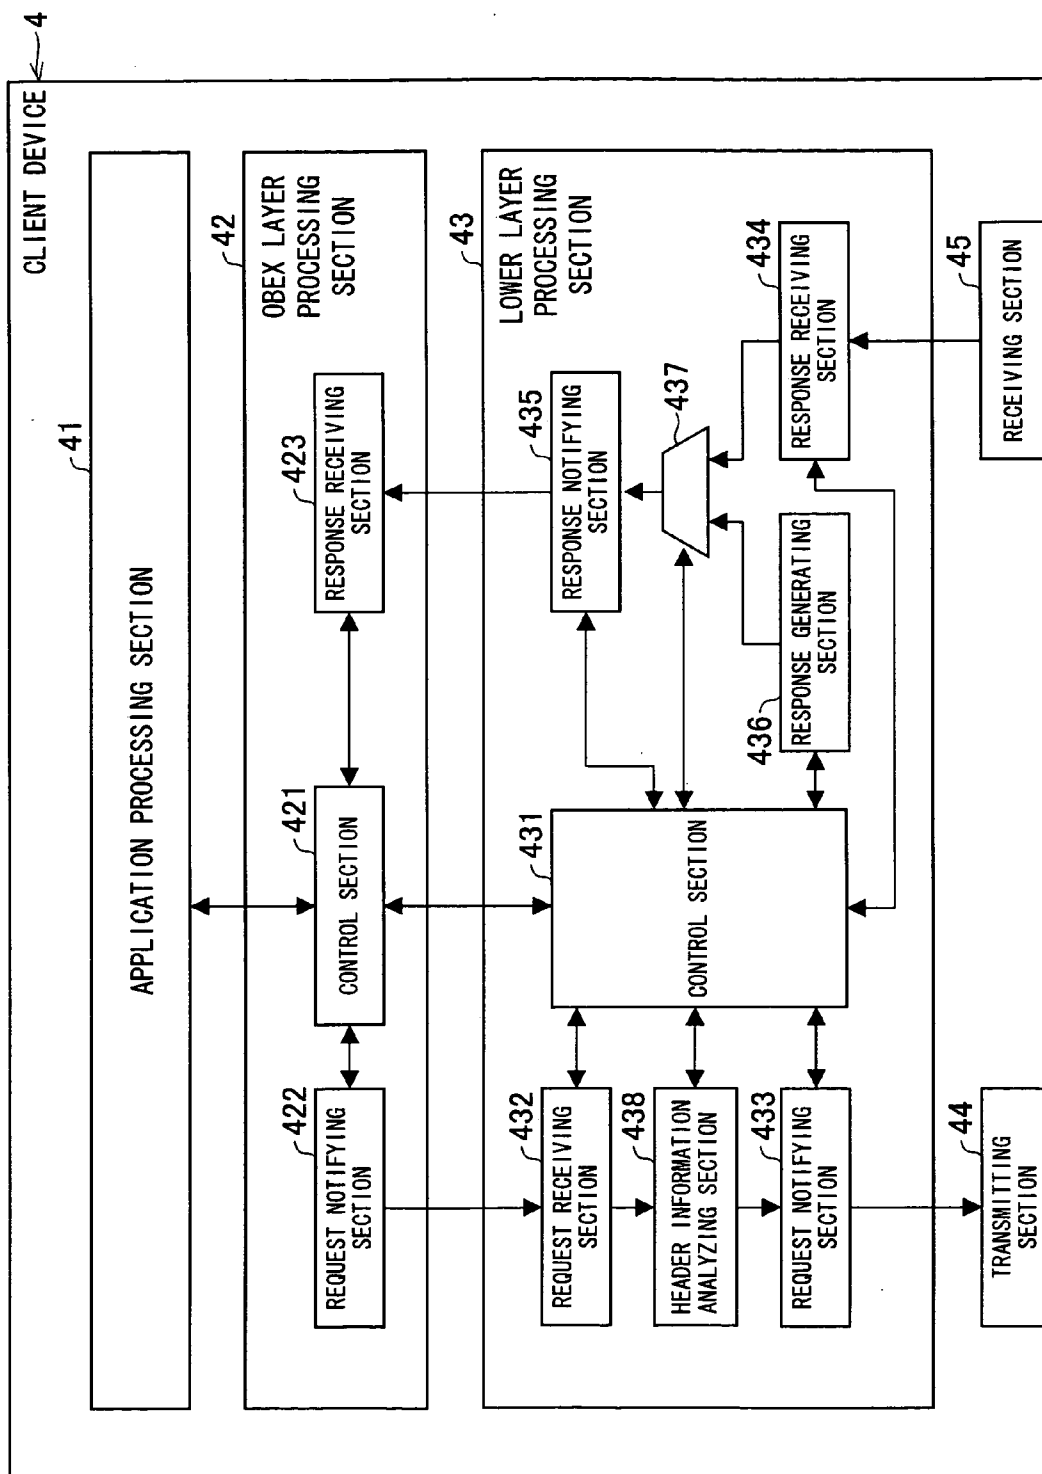 CLIENT DEVICE
4
41
APPLICATION PROCESSING SECTION
42
OBEX LAYER
PROCESSING
SECTION
422
REQUEST NOTIFYING
SECTION
421
CONTROL SECTION
423
RESPONSE RECEIVING
SECTION
43
LOWER LAYER
PROCESSING
SECTION
432
REQUEST RECEIVING
SECTION
438
HEADER INFORMATION
ANALYZING SECTION
433
REQUEST NOTIFYING
SECTION
431
CONTROL SECTION
435
RESPONSE NOTIFYING
SECTION
437
436
RESPONSE GENERATING
SECTION
434
RESPONSE RECEIVING
SECTION
44
TRANSMITTING
SECTION
45
RECEIVING SECTION